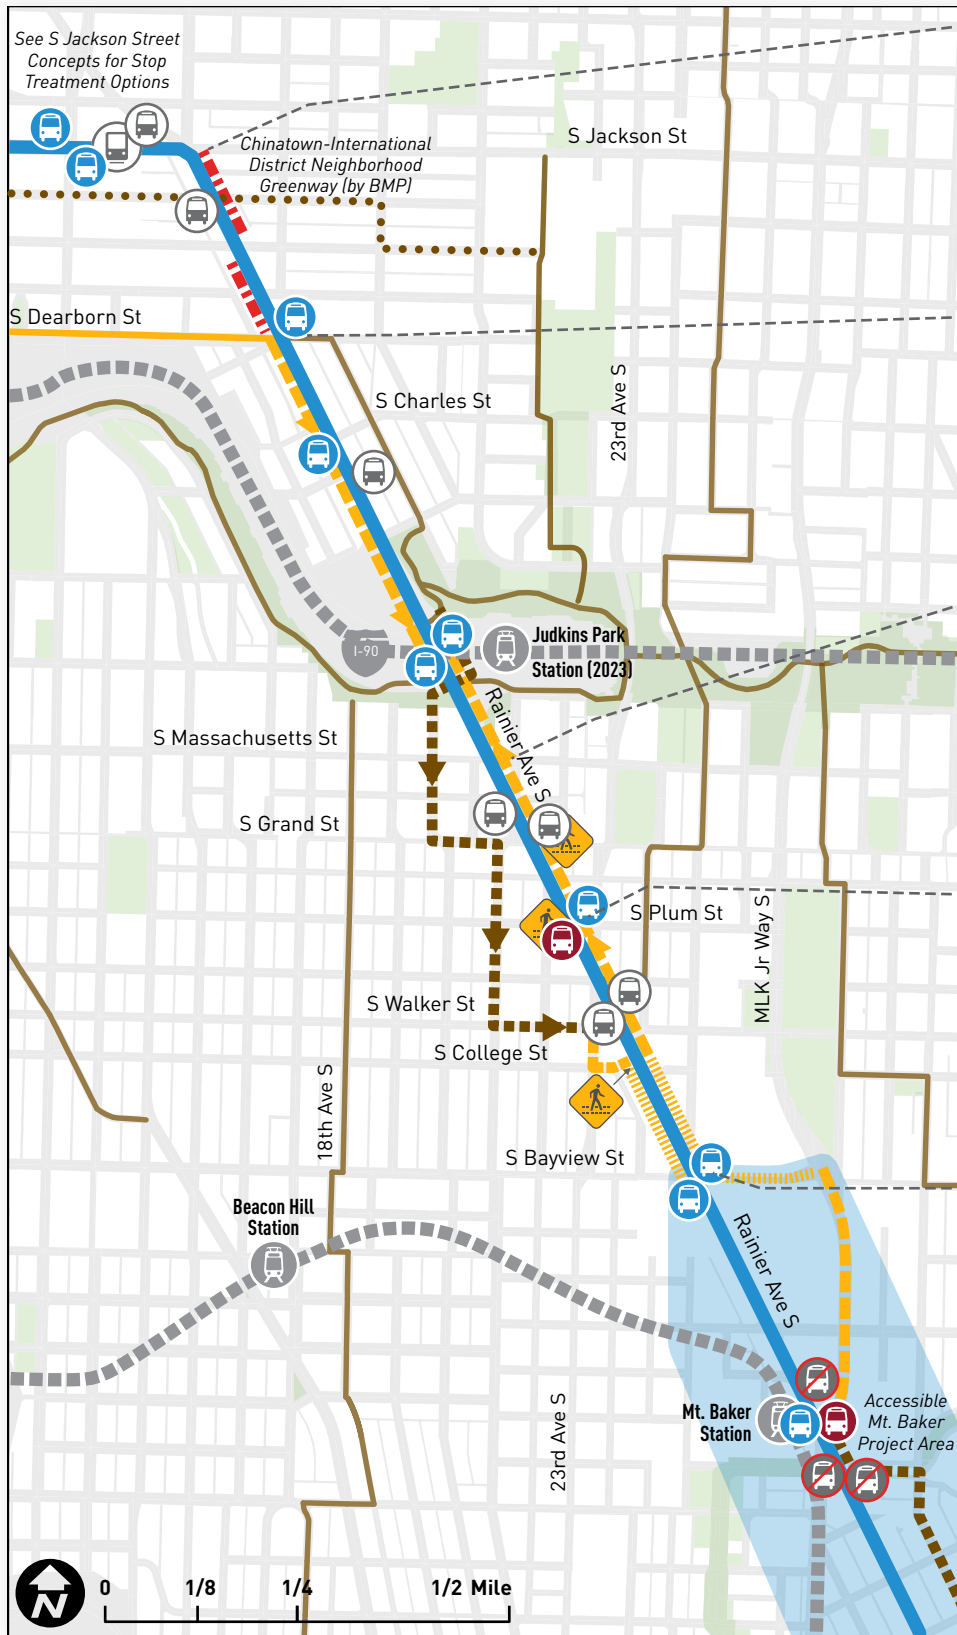 See S Jackson Street
Concepts for Stop
Treatment Options
S Jackson St
Chinatown-International
District Neighborhood
Greenway (by BMP)
S Dearborn St
S Charles St
23rd Ave S
I-90
Judkins Park
Station (2023)
Rainier Ave S
S Massachusetts St
S Grand St
S Plum St
MLK Jr Way S
S Walker St
S College St
18th Ave S
S Bayview St
Beacon Hill
Station
Rainier Ave S
23rd Ave S
Mt. Baker
Station
Accessible
Mt. Baker
Project Area
N
0 1/8 1/4 1/2 Mile